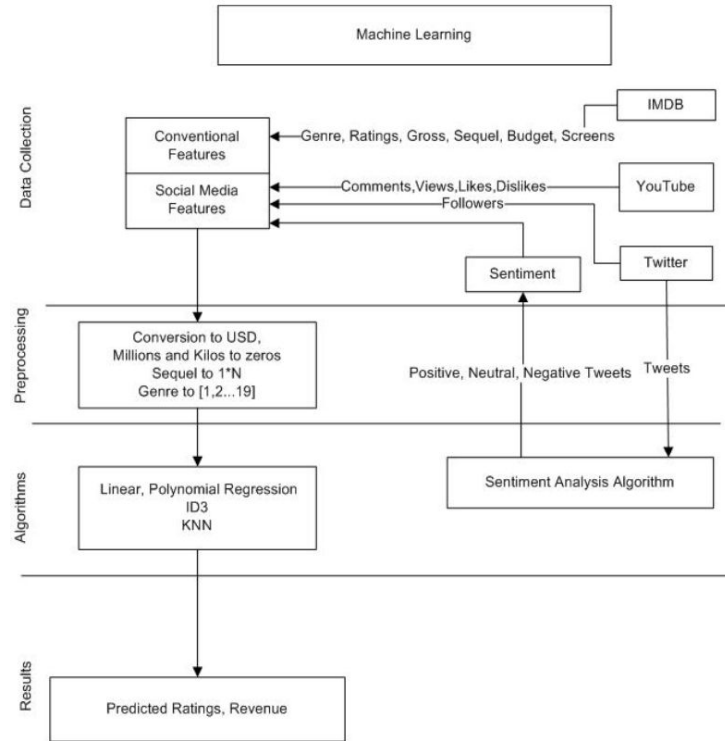 Machine Learning
Data Collection
IMDB
Conventional
Features
Genre, Ratings, Gross, Sequel, Budget, Screens
Social Media
Features
Comments,Views,Likes,Dislikes
YouTube
Followers
Sentiment
Twitter
Preprocessing
Conversion to USD,
Millions and Kilos to zeros
Sequel to 1*N
Genre to [1,2...19]
Positive, Neutral, Negative Tweets
Tweets
Algorithms
Linear, Polynomial Regression
ID3
KNN
Sentiment Analysis Algorithm
Results
Predicted Ratings, Revenue